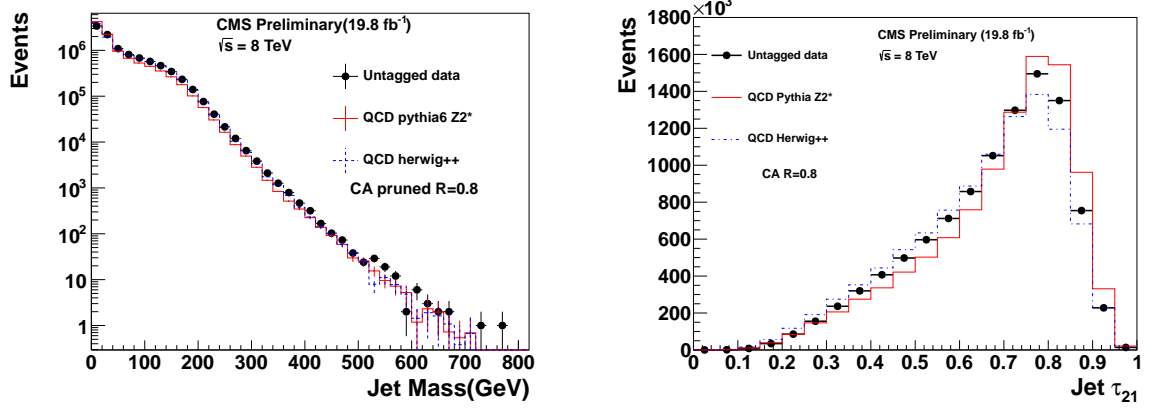 CMS Preliminary(19.8 fb⁻¹)
√s = 8 TeV
Untagged data
QCD pythia6 Z2*
QCD herwig++
CA pruned R=0.8
Events
10⁶
10⁵
10⁴
10³
10²
10
1
0 100 200 300 400 500 600 700 800
Jet Mass(GeV)
×10³
CMS Preliminary (19.8 fb⁻¹)
√s = 8 TeV
Untagged data
QCD Pythia Z2*
QCD Herwig++
CA R=0.8
Events
1800
1600
1400
1200
1000
800
600
400
200
0
0 0.1 0.2 0.3 0.4 0.5 0.6 0.7 0.8 0.9 1
Jet τ₂₁